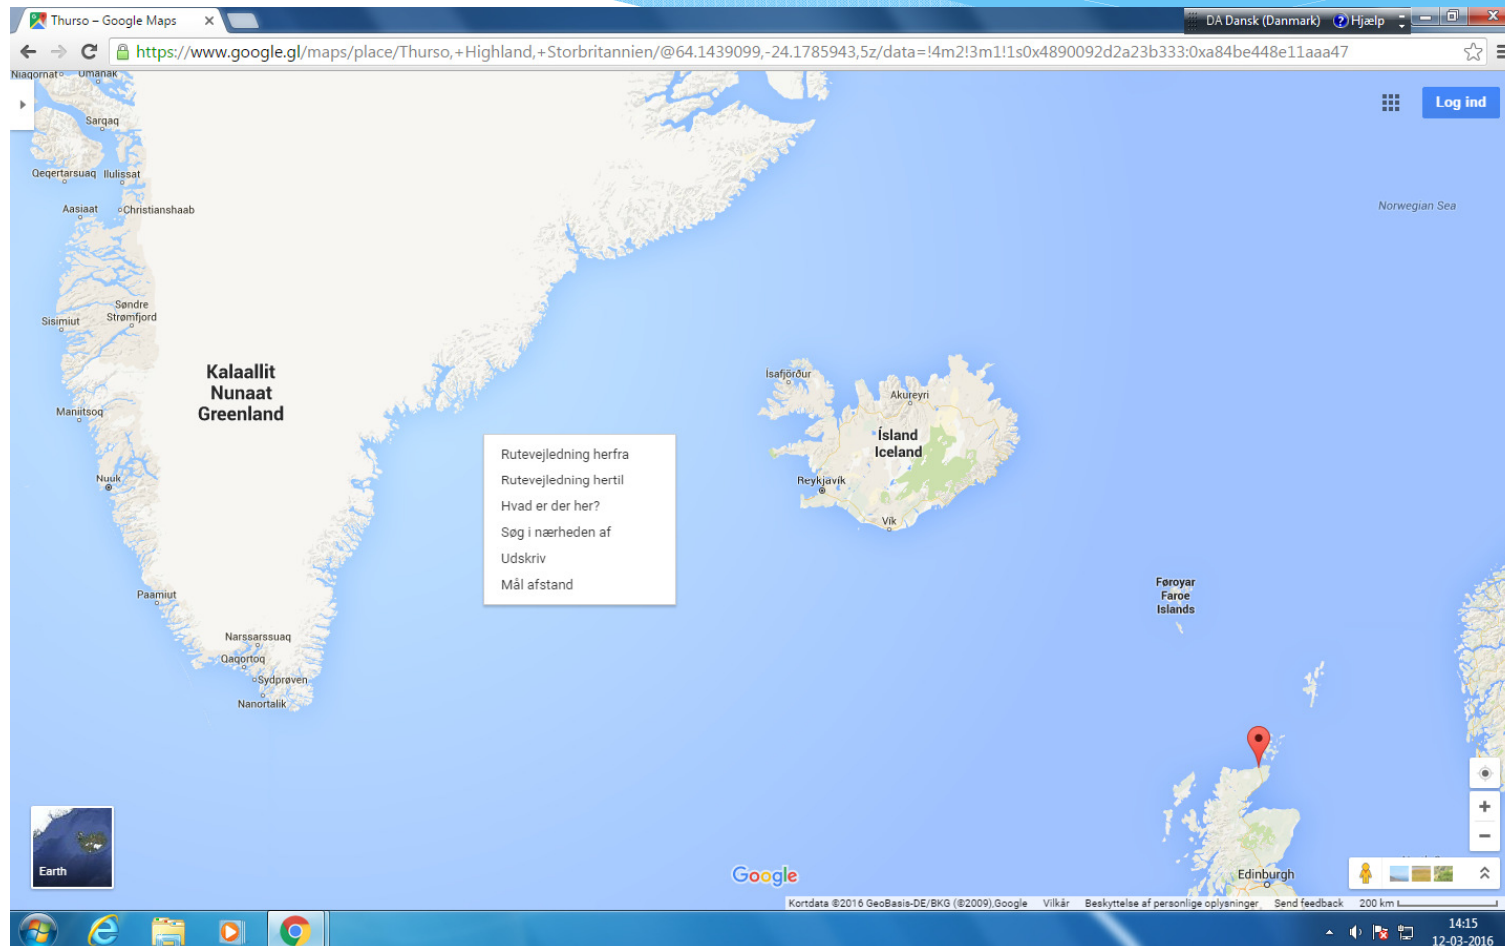 Thurso – Google Maps
DA Dansk (Danmark)
Hjælp
https://www.google.gl/maps/place/Thurso,+Highland,+Storbritannien/@64.1439099,-24.1785943,5z/data=!4m2!3m1!1s0x4890092d2a23b333:0xa84be448e11aaa47
Niaqornat
Umanak
Log ind
Sarqaq
Qeqertarsuaq
Ilulissat
Aasiaat
Christianshaab
Norwegian Sea
Søndre
Strømfjord
Sisimiut
Kalaallit
Nunaat
Greenland
Maniitsoq
Ísafjörður
Akureyri
Ísland
Iceland
Reykjavík
Vík
Nuuk
Rutevejledning herfra
Rutevejledning hertil
Hvad er der her?
Søg i nærheden af
Udskriv
Mål afstand
Paamiut
Føroyar
Faroe
Islands
Narssarssuaq
Qaqortoq
Sydprøven
Nanortalik
Earth
Google
Edinburgh
Kortdata ©2016 GeoBasis-DE/BKG (©2009),Google Vilkår Beskyttelse af personlige oplysninger Send feedback 200 km
14:15
12-03-2016